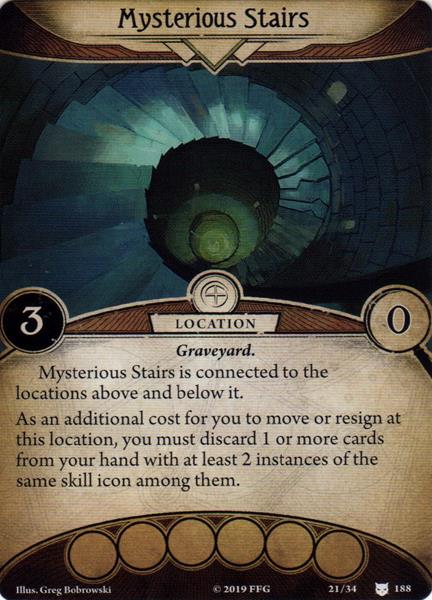 Mysterious Stairs
3
LOCATION
0
Graveyard.
Mysterious Stairs is connected to the
locations above and below it.
As an additional cost for you to move or resign at
this location, you must discard 1 or more cards
from your hand with at least 2 instances of the
same skill icon among them.
Illus. Greg Bobrowski
© 2019 FFG
21/34
188